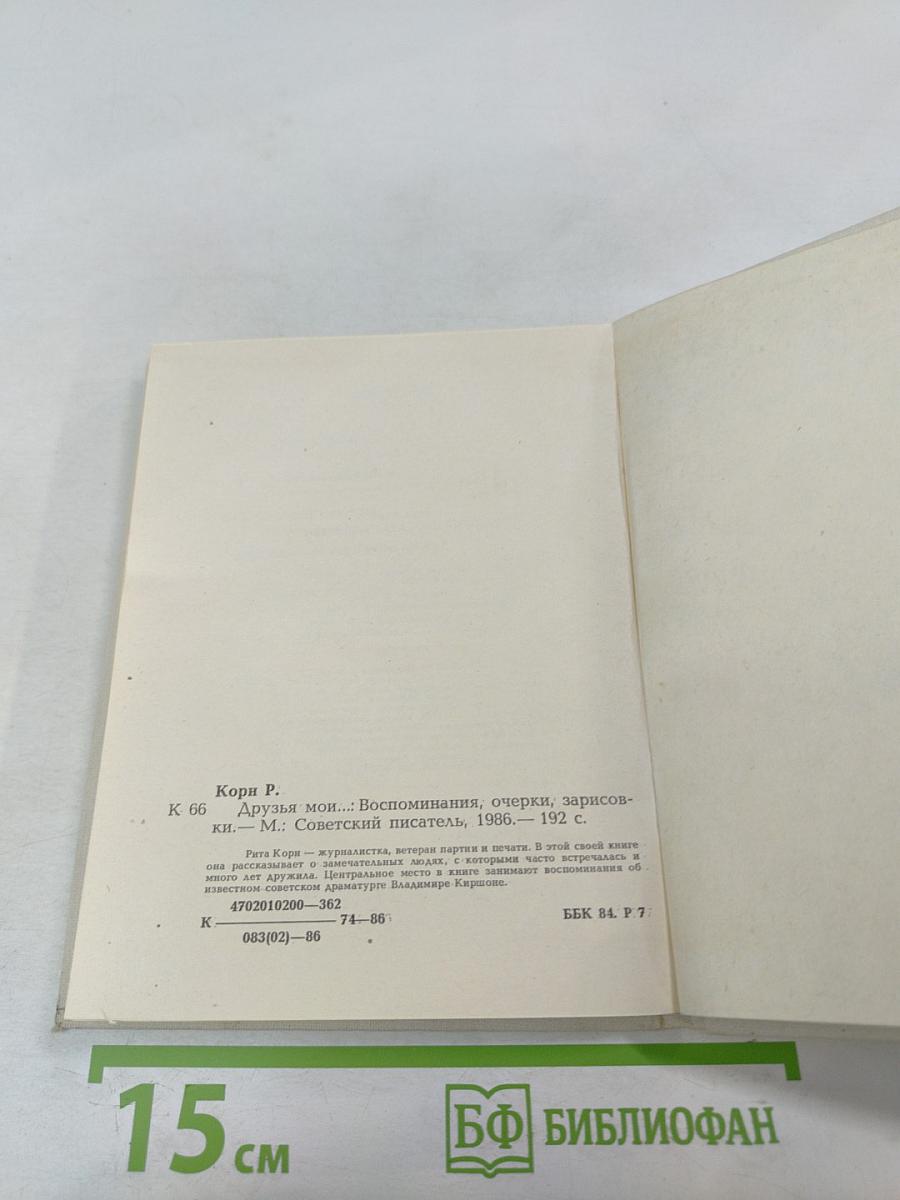 Корн Р.
К 66 Друзья мои...: Воспоминания, очерки, зарисов-
ки.— М.: Советский писатель, 1986.— 192 с.
Рита Корн — журналистка, ветеран партии и печати. В этой своей книге
она рассказывает о замечательных людях, с которыми часто встречалась и
много лет дружила. Центральное место в книге занимают воспоминания об
известном советском драматурге Владимире Киршоне.
4702010200—362
К ———— 74—86
083(02)—86
ББК 84. Р 7
15 см
БФ БИБЛИОФАН